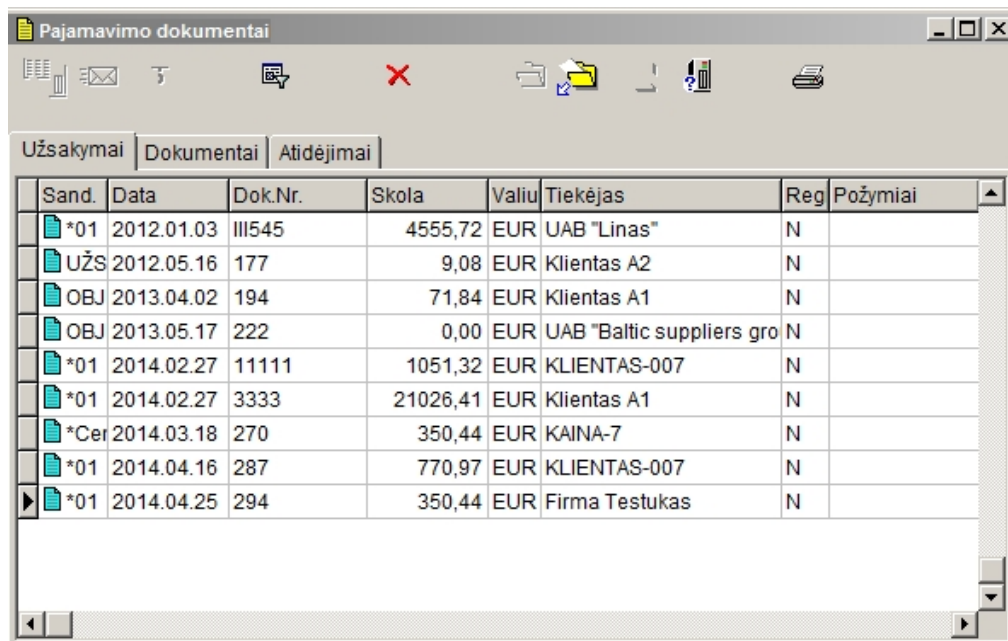 Pajamavimo dokumentai
Užsakymai Dokumentai Atidėjimai
Sand. Data Dok.Nr. Skola Valiu Tiekėjas Reg Požymiai
*01 2012.01.03 III545 4555,72 EUR UAB "Linas" N
UŽS 2012.05.16 177 9,08 EUR Klientas A2 N
OBJ 2013.04.02 194 71,84 EUR Klientas A1 N
OBJ 2013.05.17 222 0,00 EUR UAB "Baltic suppliers gro N
*01 2014.02.27 11111 1051,32 EUR KLIENTAS-007 N
*01 2014.02.27 3333 21026,41 EUR Klientas A1 N
*Cer 2014.03.18 270 350,44 EUR KAINA-7 N
*01 2014.04.16 287 770,97 EUR KLIENTAS-007 N
*01 2014.04.25 294 350,44 EUR Firma Testukas N